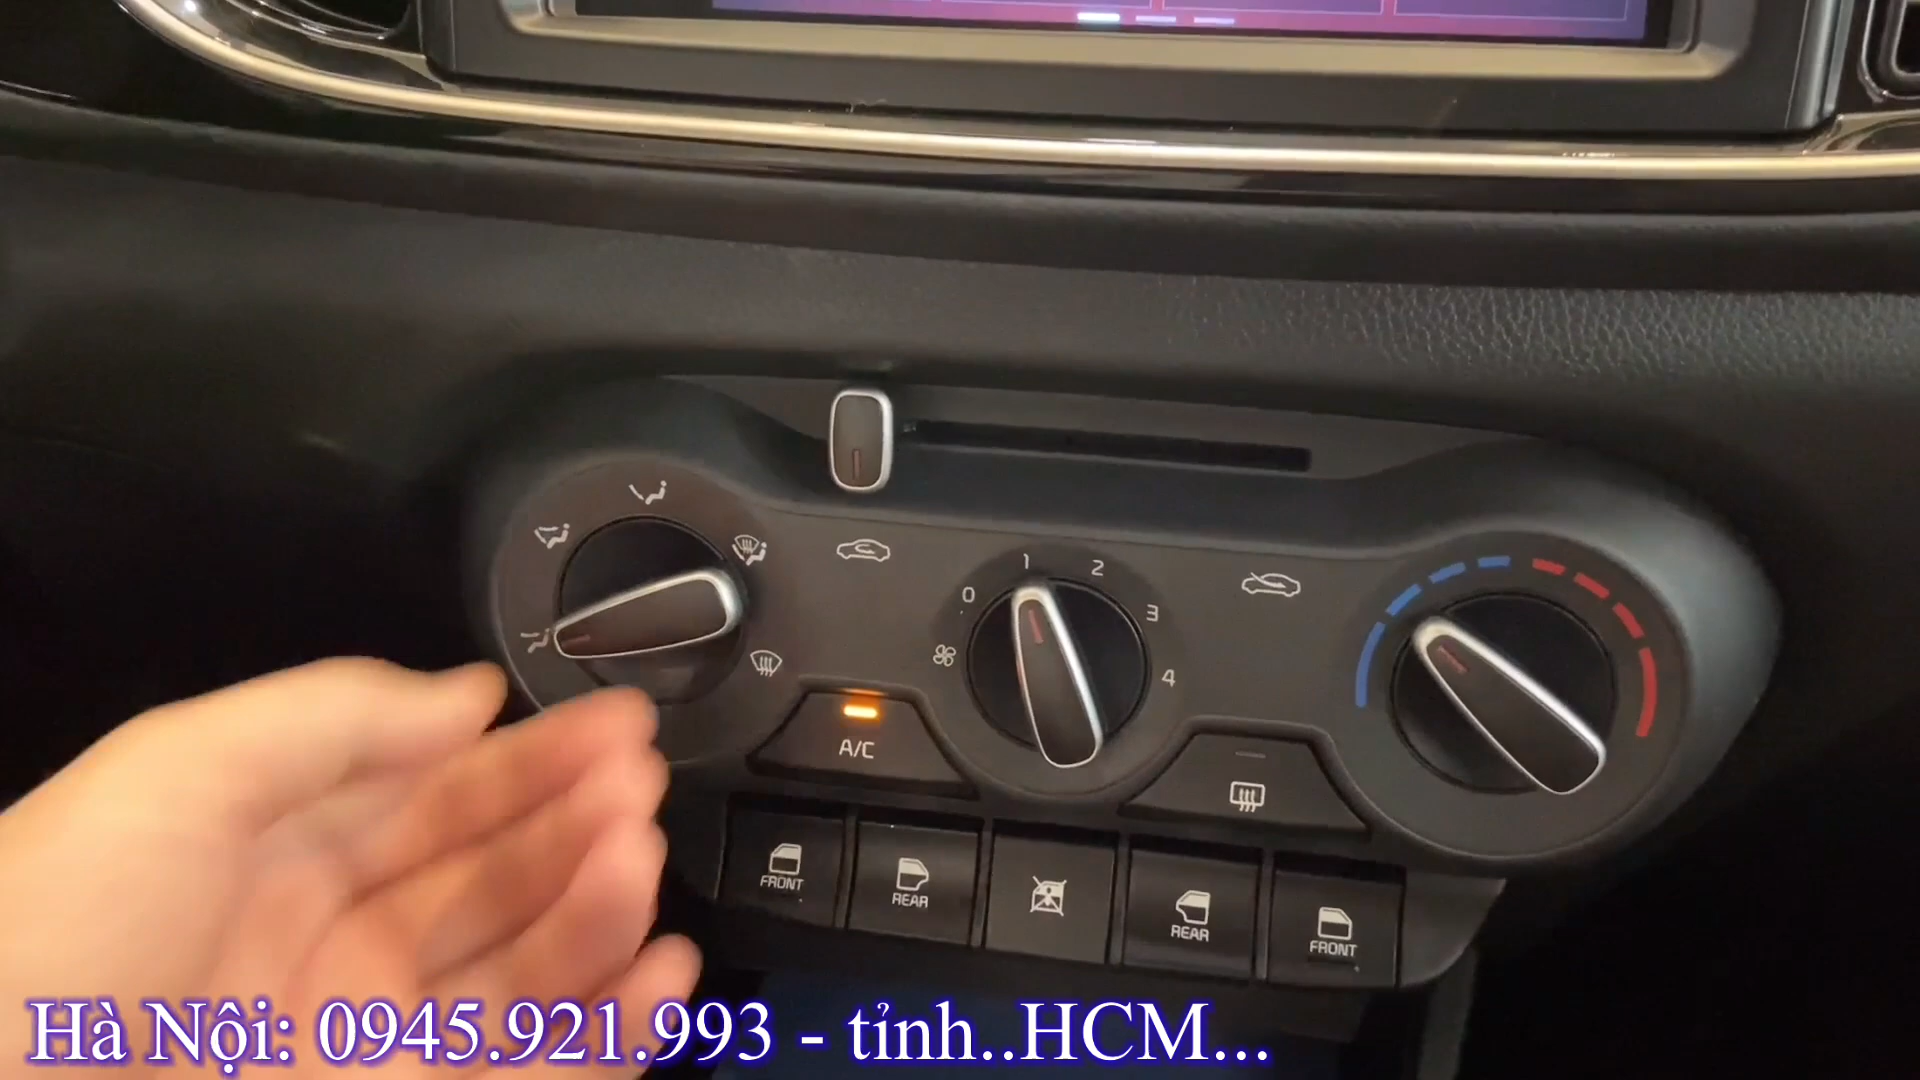 0 1 2 3 4
A/C
FRONT REAR REAR FRONT
Hà Nội: 0945.921.993 - tỉnh..HCM...